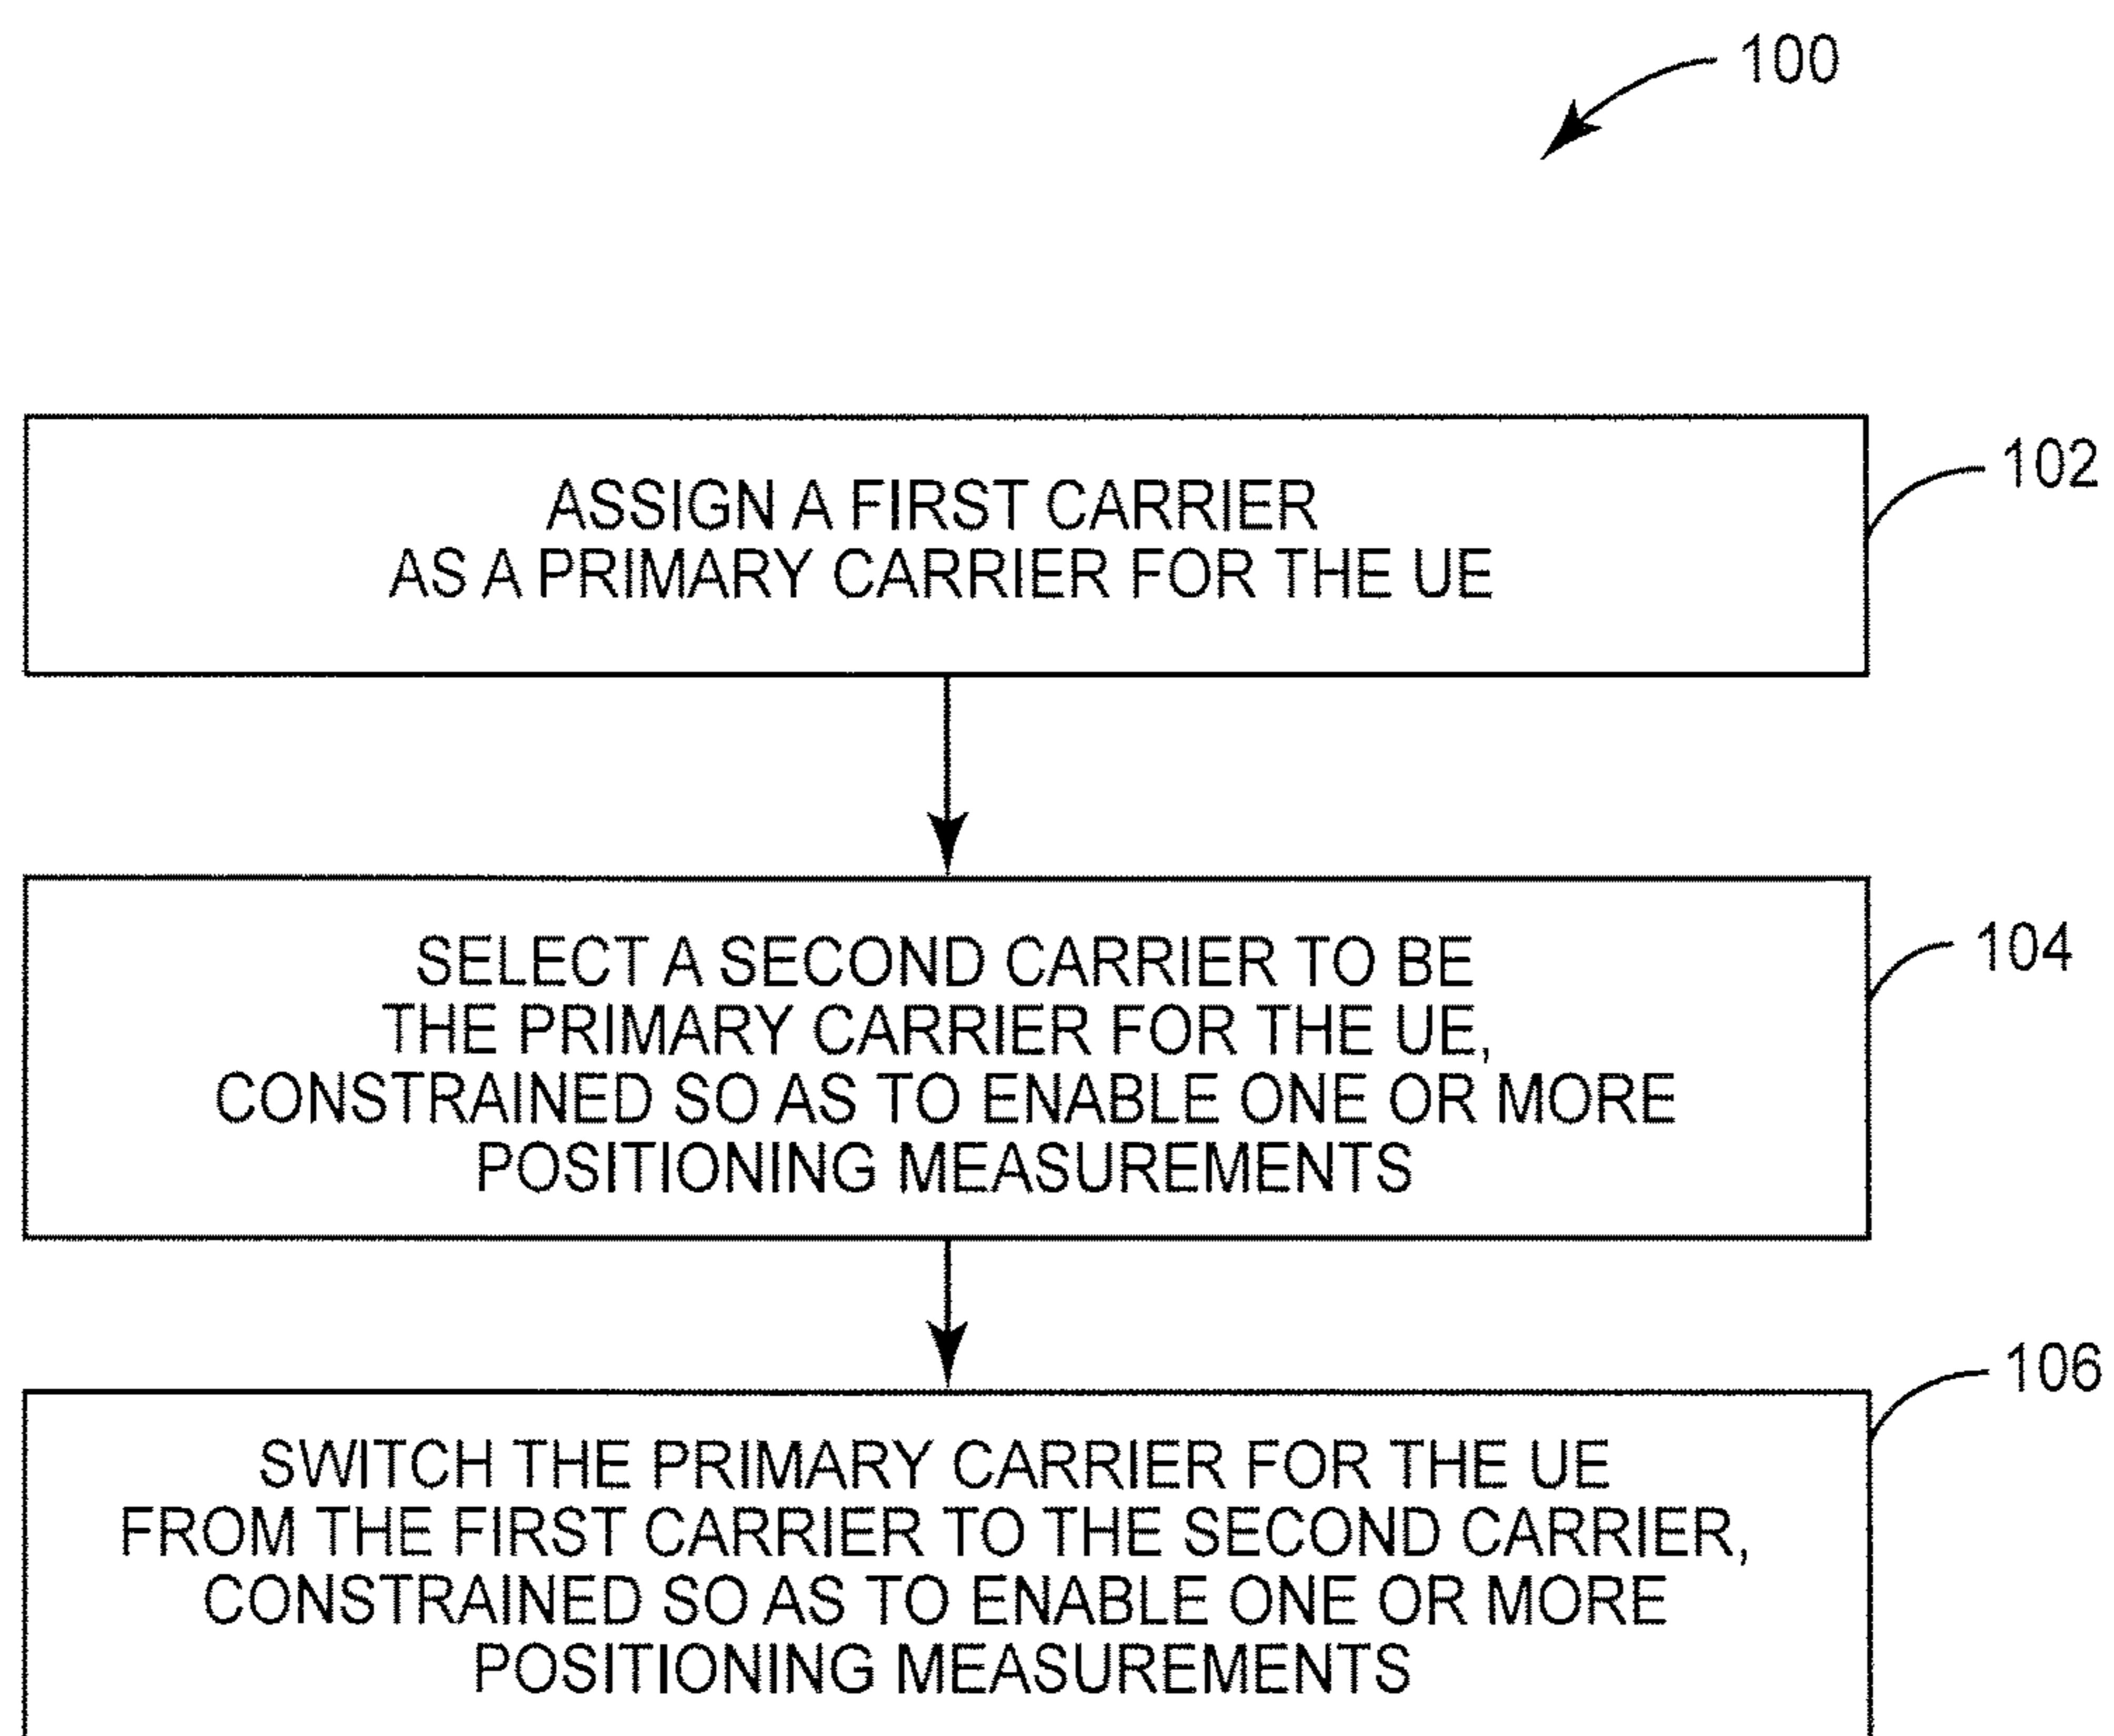 100
ASSIGN A FIRST CARRIER
AS A PRIMARY CARRIER FOR THE UE
102
SELECT A SECOND CARRIER TO BE
THE PRIMARY CARRIER FOR THE UE,
CONSTRAINED SO AS TO ENABLE ONE OR MORE
POSITIONING MEASUREMENTS
104
SWITCH THE PRIMARY CARRIER FOR THE UE
FROM THE FIRST CARRIER TO THE SECOND CARRIER,
CONSTRAINED SO AS TO ENABLE ONE OR MORE
POSITIONING MEASUREMENTS
106